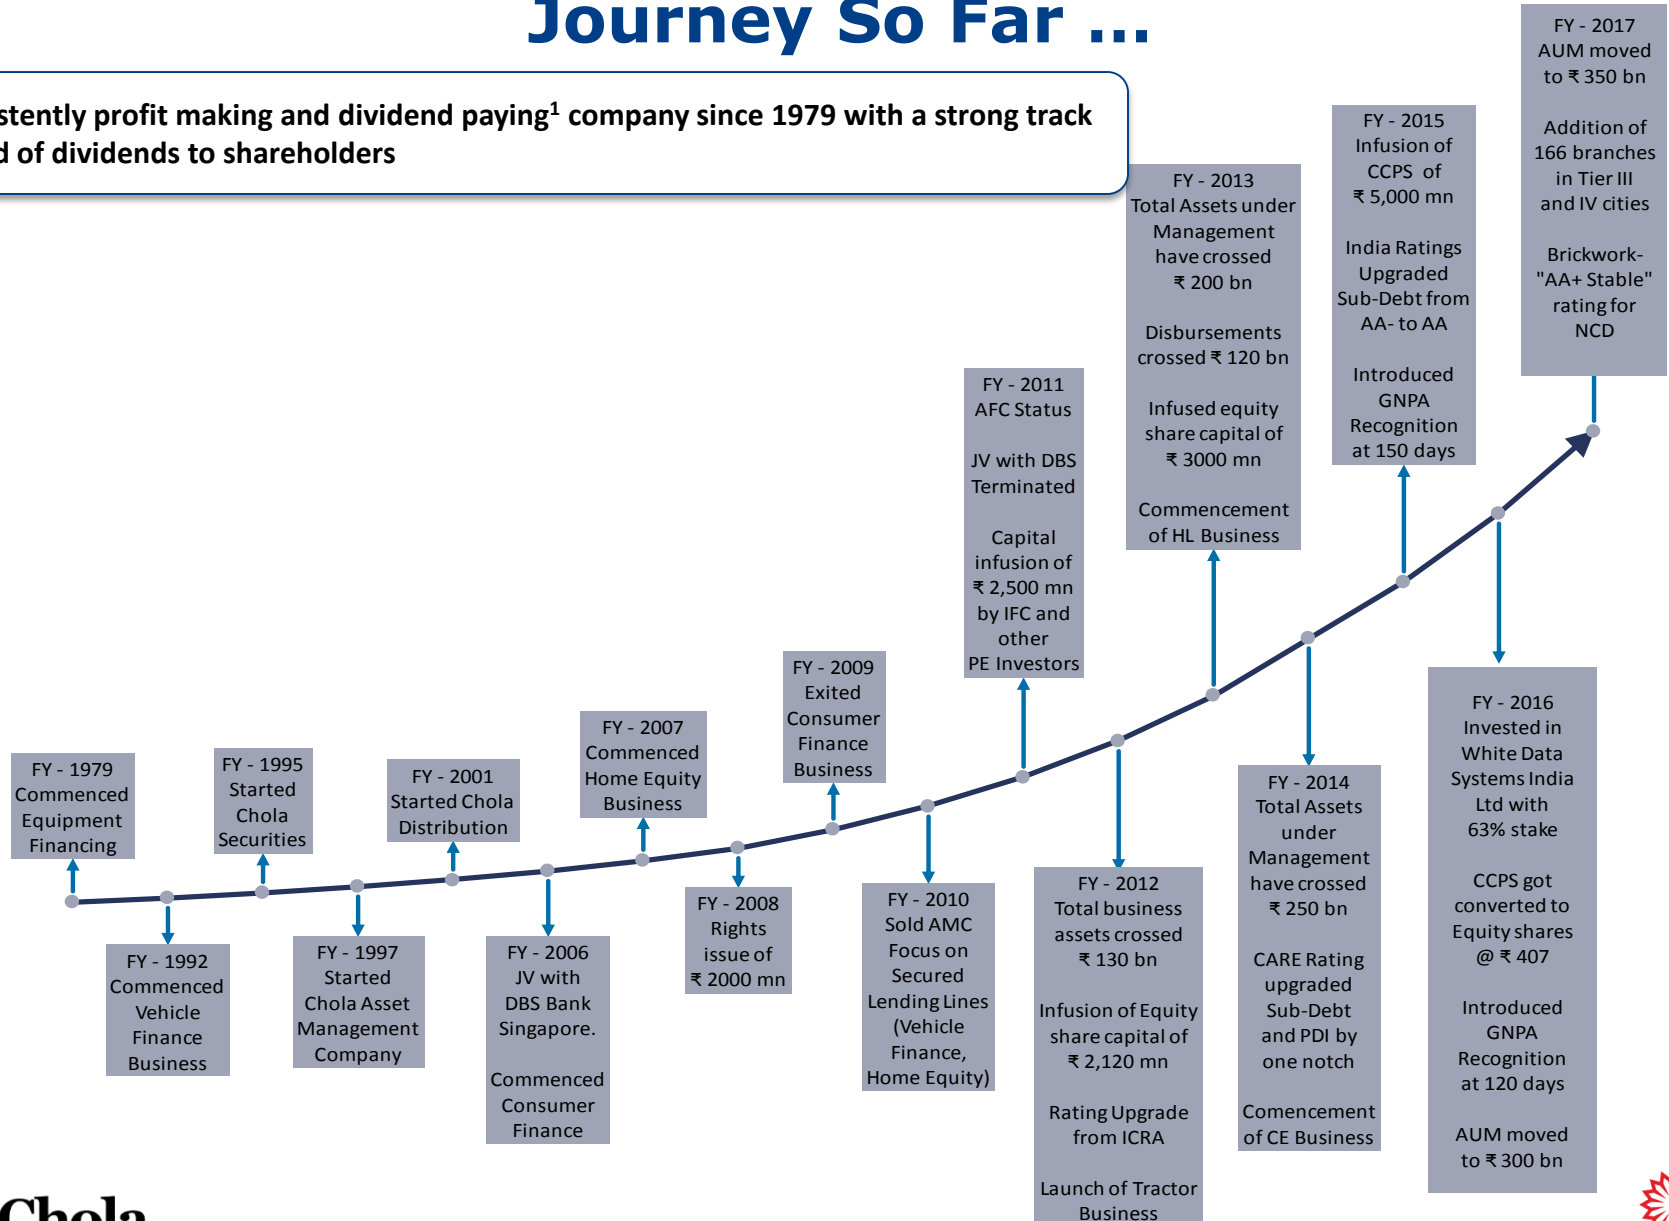 Journey So Far ...
stently profit making and dividend paying1 company since 1979 with a strong track
d of dividends to shareholders
FY - 1979
Commenced
Equipment
Financing
FY - 1992
Commenced
Vehicle
Finance
Business
FY - 1995
Started
Chola
Securities
FY - 1997
Started
Chola Asset
Management
Company
FY - 2001
Started Chola
Distribution
FY - 2006
JV with
DBS Bank
Singapore.
Commenced
Consumer
Finance
FY - 2007
Commenced
Home Equity
Business
FY - 2008
Rights
issue of
₹ 2000 mn
FY - 2009
Exited
Consumer
Finance
Business
FY - 2010
Sold AMC
Focus on
Secured
Lending Lines
(Vehicle
Finance,
Home Equity)
FY - 2011
AFC Status
JV with DBS
Terminated
Capital
infusion of
₹ 2,500 mn
by IFC and
other
PE Investors
FY - 2012
Total business
assets crossed
₹ 130 bn
Infusion of Equity
share capital of
₹ 2,120 mn
Rating Upgrade
from ICRA
Launch of Tractor
Business
FY - 2013
Total Assets under
Management
have crossed
₹ 200 bn
Disbursements
crossed ₹ 120 bn
Infused equity
share capital of
₹ 3000 mn
Commencement
of HL Business
FY - 2014
Total Assets
under
Management
have crossed
₹ 250 bn
CARE Rating
upgraded
Sub-Debt
and PDI by
one notch
Comencement
of CE Business
FY - 2015
Infusion of
CCPS of
₹ 5,000 mn
India Ratings
Upgraded
Sub-Debt from
AA- to AA
Introduced
GNPA
Recognition
at 150 days
FY - 2016
Invested in
White Data
Systems India
Ltd with
63% stake
CCPS got
converted to
Equity shares
@ ₹ 407
Introduced
GNPA
Recognition
at 120 days
AUM moved
to ₹ 300 bn
FY - 2017
AUM moved
to ₹ 350 bn
Addition of
166 branches
in Tier III
and IV cities
Brickwork-
"AA+ Stable"
rating for
NCD
Chola